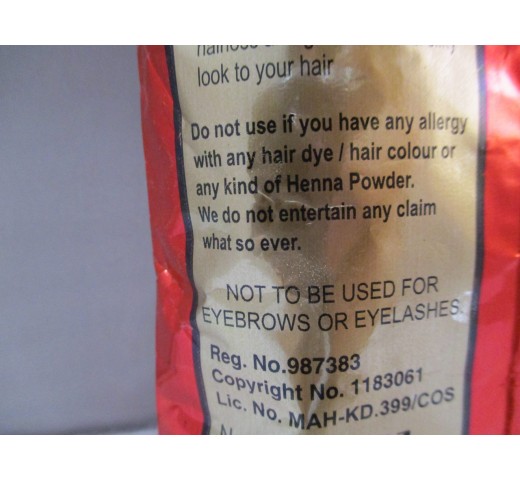 look to your hair
Do not use if you have any allergy
with any hair dye / hair colour or
any kind of Henna Powder.
We do not entertain any claim
what so ever.
NOT TO BE USED FOR
EYEBROWS OR EYELASHES.
Reg. No.987383
Copyright No. 1183061
Lic. No. MAH-KD.399/COS